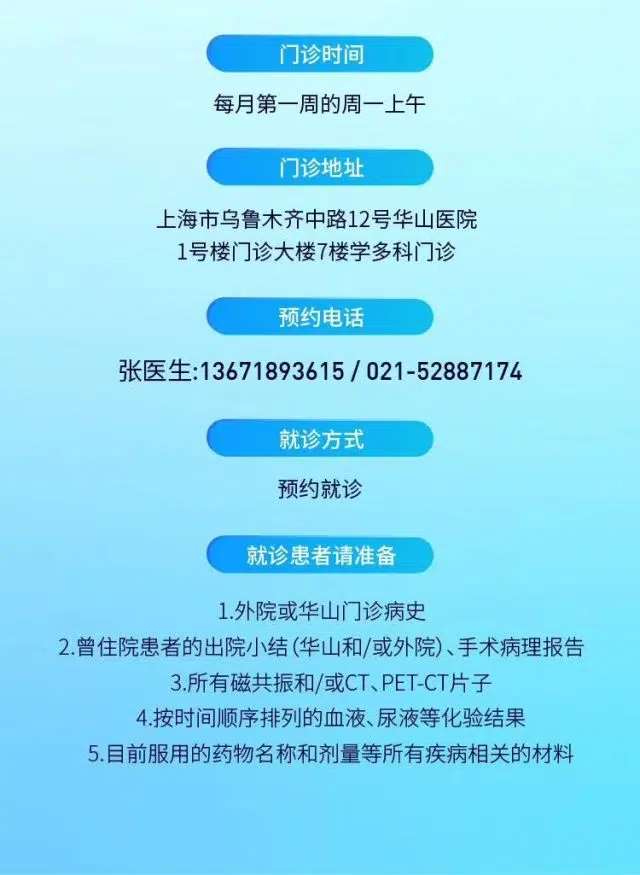 门诊时间
每月第一周的周一上午
门诊地址
上海市乌鲁木齐中路12号华山医院
1号楼门诊大楼7楼学多科门诊
预约电话
张医生:13671893615 / 021-52887174
就诊方式
预约就诊
就诊患者请准备
1.外院或华山门诊病史
2.曾住院患者的出院小结(华山和/或外院)、手术病理报告
3.所有磁共振和/或CT、PET-CT片子
4.按时间顺序排列的血液、尿液等化验结果
5.目前服用的药物名称和剂量等所有疾病相关的材料